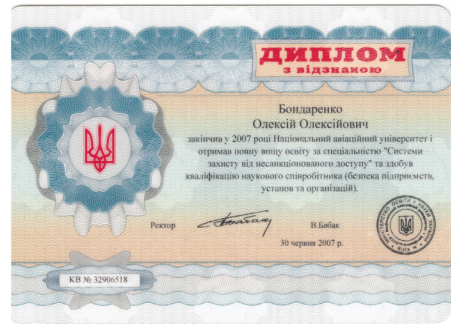 ДИПЛОМ
з відзнакою
Бондаренко
Олексій Олексійович
закінчив у 2007 році Національний авіаційний університет і
отримав повну вищу освіту за спеціальністю "Системи
захисту від несанкціонованого доступу" та здобув
кваліфікацію наукового співробітника (безпека підприємств,
установ та організацій).
Ректор В.Бабак
30 червня 2007 р.
КВ № 32906518